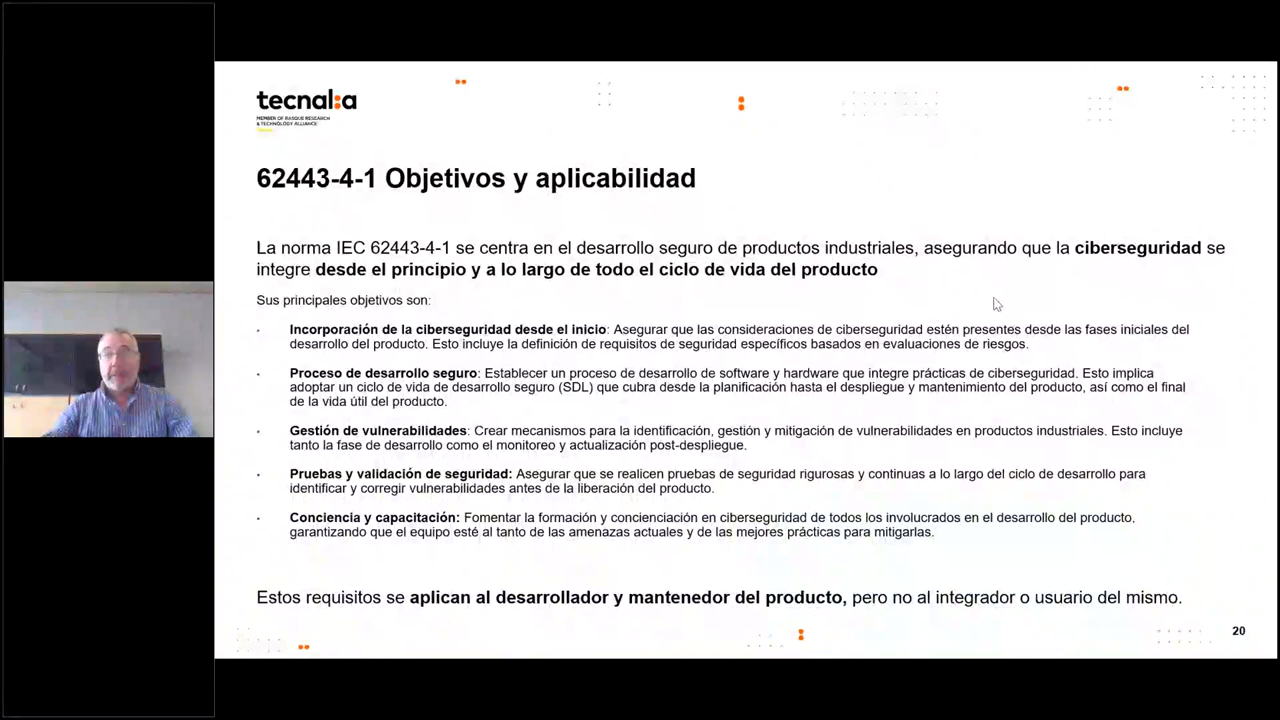 tecnal:a
MEMBER OF BASQUE RESEARCH
& TECHNOLOGY ALLIANCE
62443-4-1 Objetivos y aplicabilidad
La norma IEC 62443-4-1 se centra en el desarrollo seguro de productos industriales, asegurando que la ciberseguridad se
integre desde el principio y a lo largo de todo el ciclo de vida del producto
Sus principales objetivos son:
• Incorporación de la ciberseguridad desde el inicio: Asegurar que las consideraciones de ciberseguridad estén presentes desde las fases iniciales del
desarrollo del producto. Esto incluye la definición de requisitos de seguridad específicos basados en evaluaciones de riesgos.
• Proceso de desarrollo seguro: Establecer un proceso de desarrollo de software y hardware que integre prácticas de ciberseguridad. Esto implica
adoptar un ciclo de vida de desarrollo seguro (SDL) que cubra desde la planificación hasta el despliegue y mantenimiento del producto, así como el final
de la vida útil del producto.
• Gestión de vulnerabilidades: Crear mecanismos para la identificación, gestión y mitigación de vulnerabilidades en productos industriales. Esto incluye
tanto la fase de desarrollo como el monitoreo y actualización post-despliegue.
• Pruebas y validación de seguridad: Asegurar que se realicen pruebas de seguridad rigurosas y continuas a lo largo del ciclo de desarrollo para
identificar y corregir vulnerabilidades antes de la liberación del producto.
• Conciencia y capacitación: Fomentar la formación y concienciación en ciberseguridad de todos los involucrados en el desarrollo del producto,
garantizando que el equipo esté al tanto de las amenazas actuales y de las mejores prácticas para mitigarlas.
Estos requisitos se aplican al desarrollador y mantenedor del producto, pero no al integrador o usuario del mismo.
20